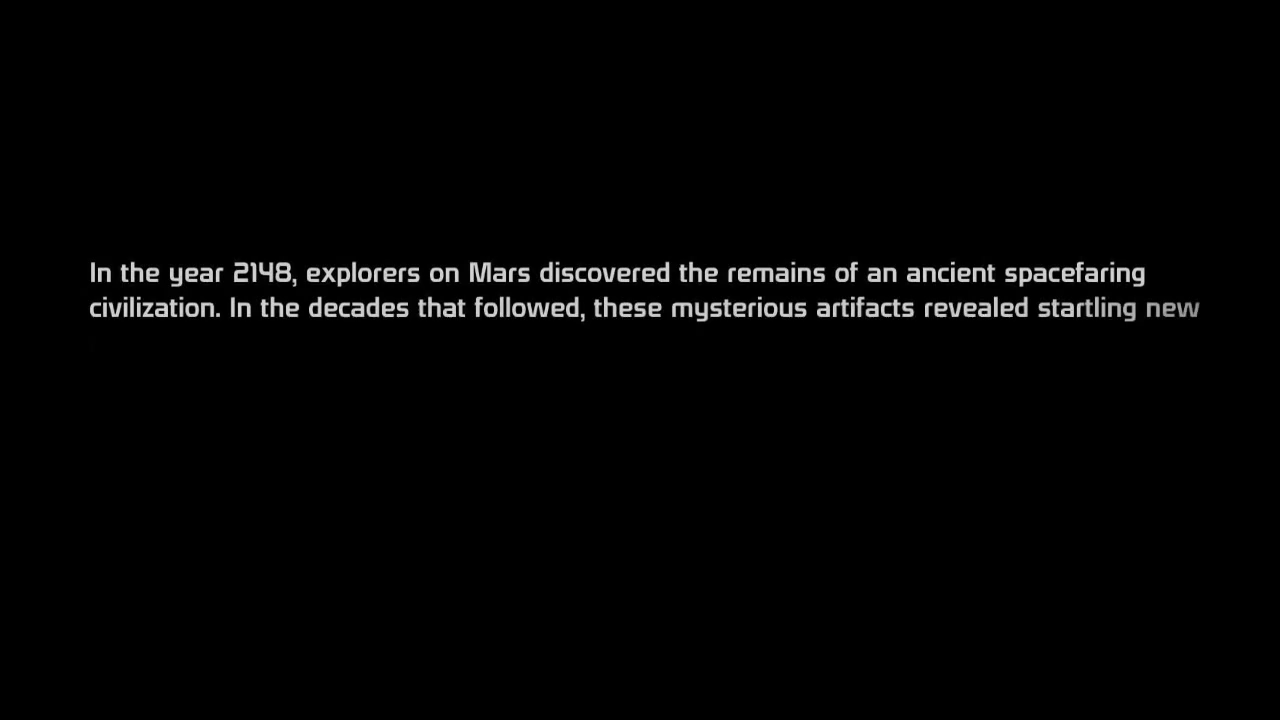 In the year 2148, explorers on Mars discovered the remains of an ancient spacefaring
civilization. In the decades that followed, these mysterious artifacts revealed startling new